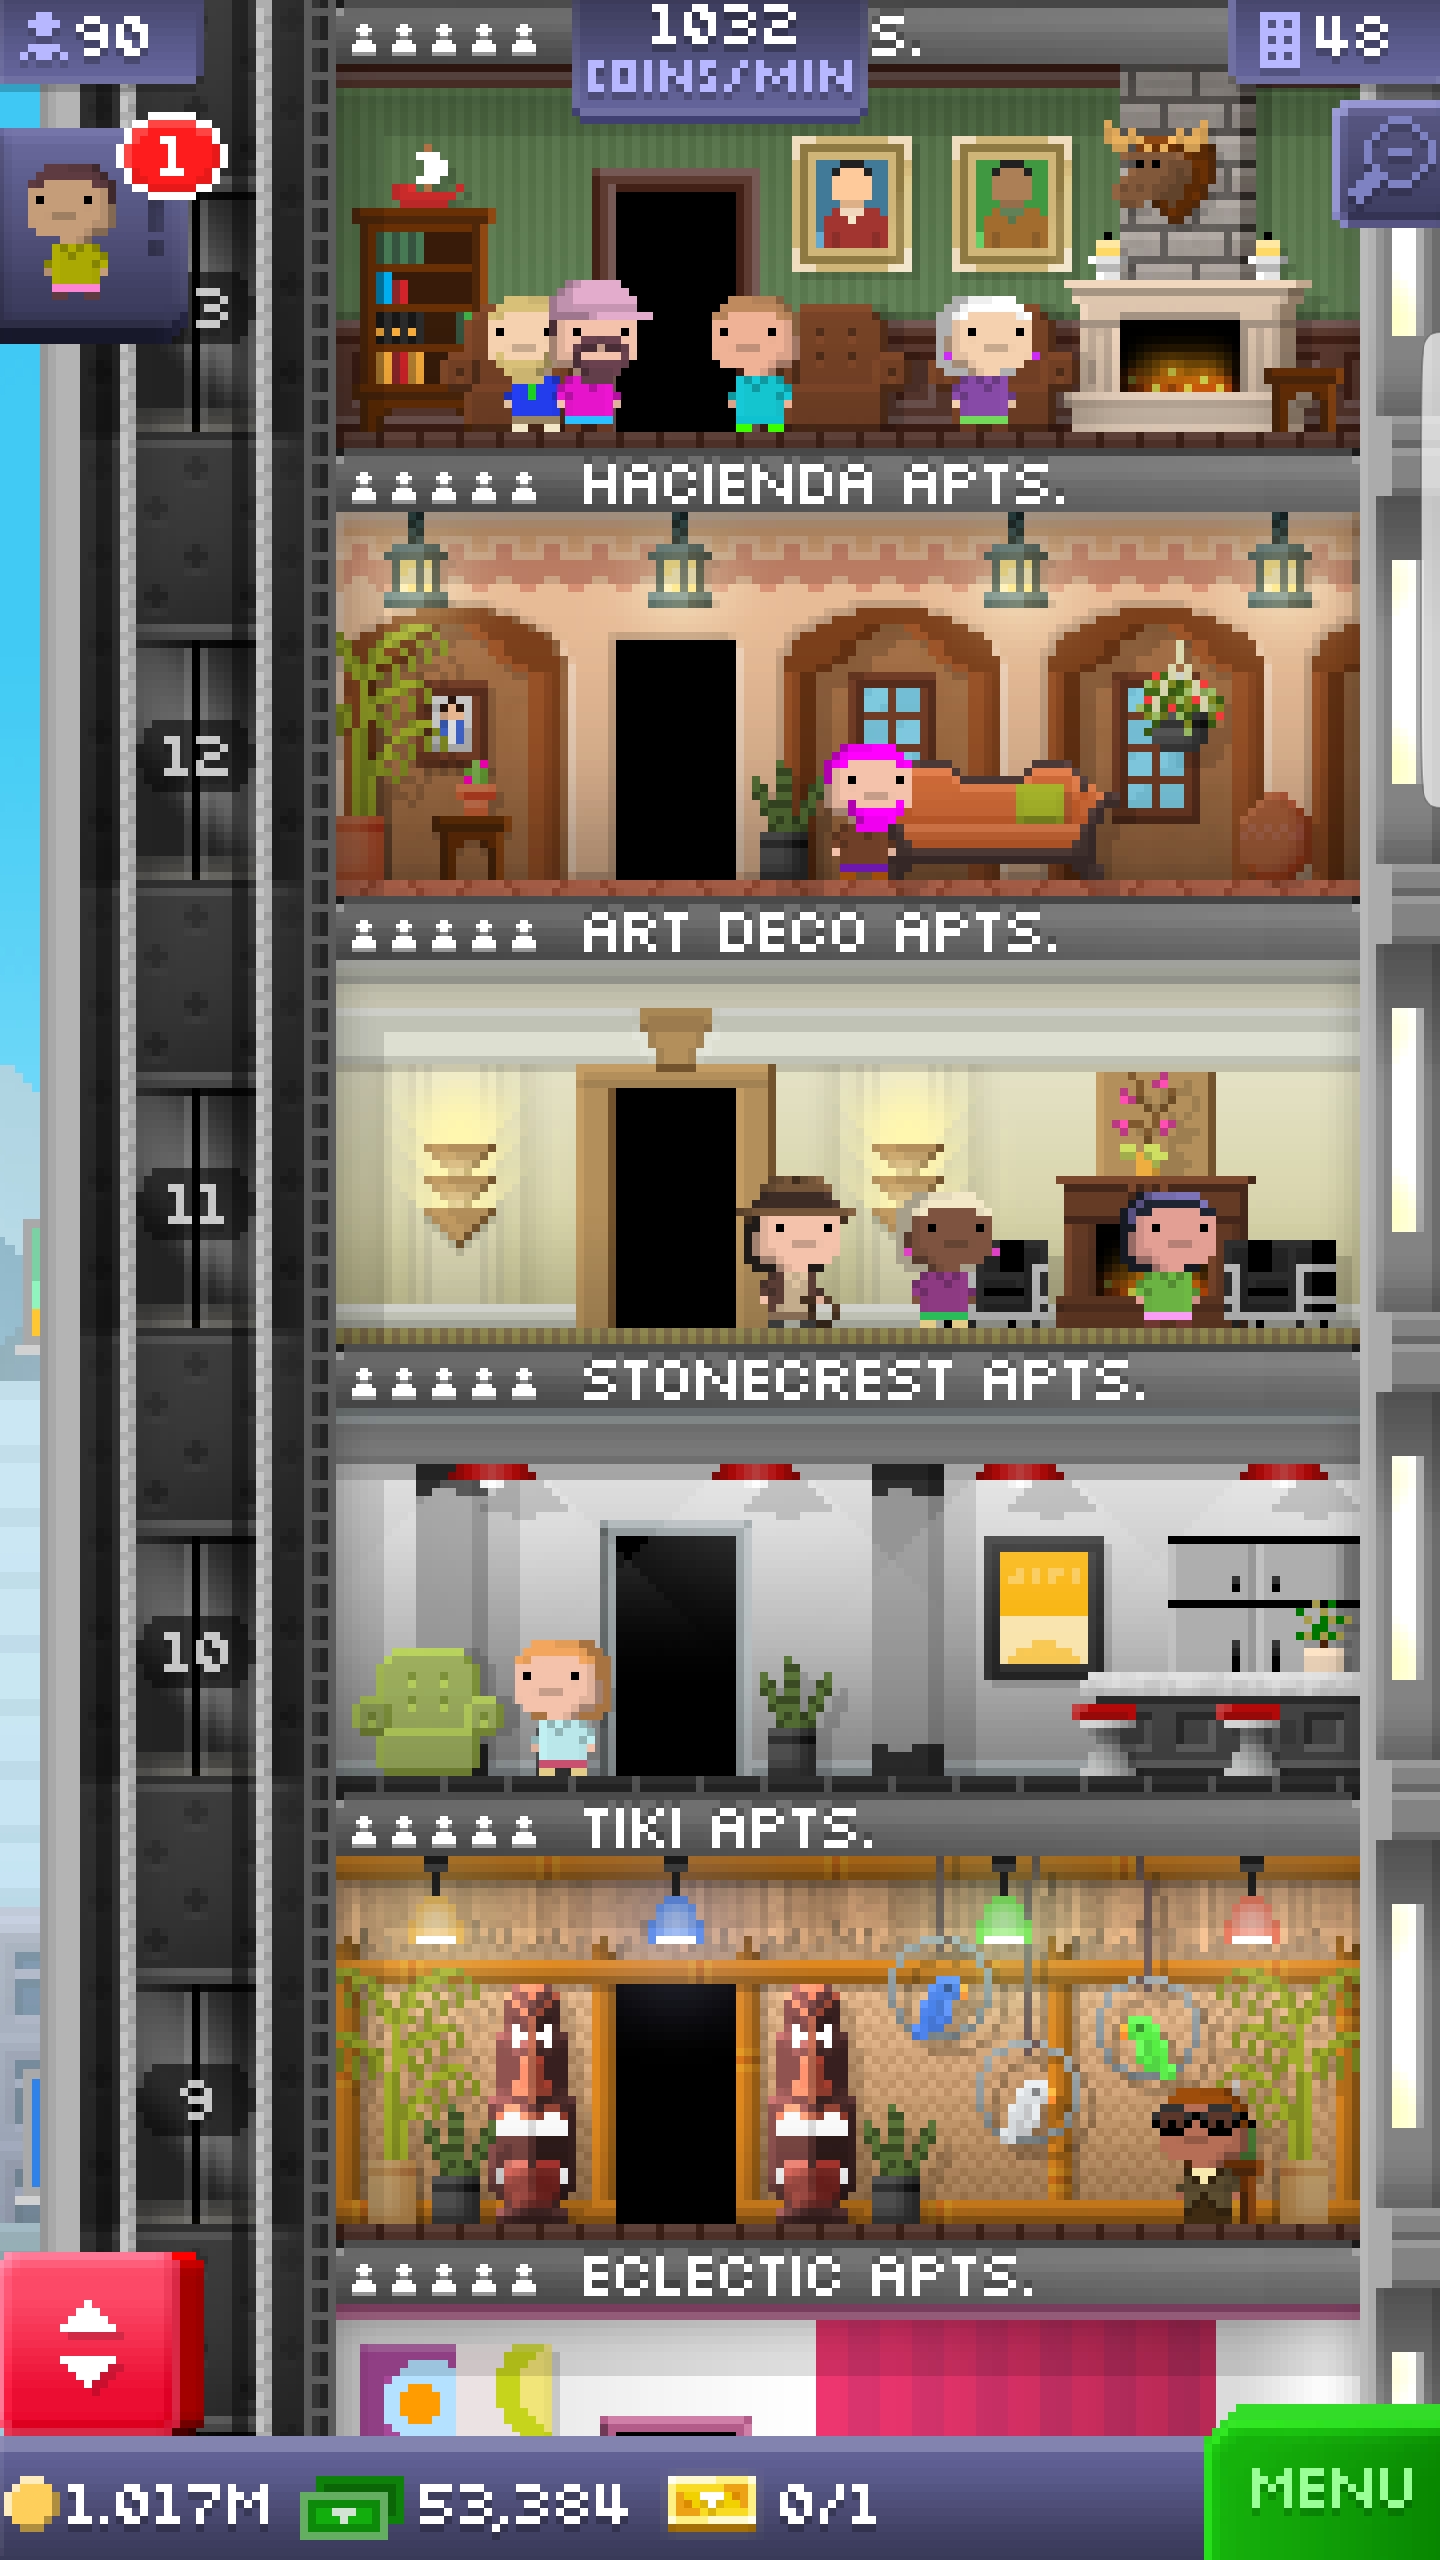 90
1032
COINS/MIN
S.
48
1
3
HACIENDA APTS.
12
ART DECO APTS.
11
STONECREST APTS.
10
TIKI APTS.
9
ECLECTIC APTS.
1.017M
53,384
0/1
MENU